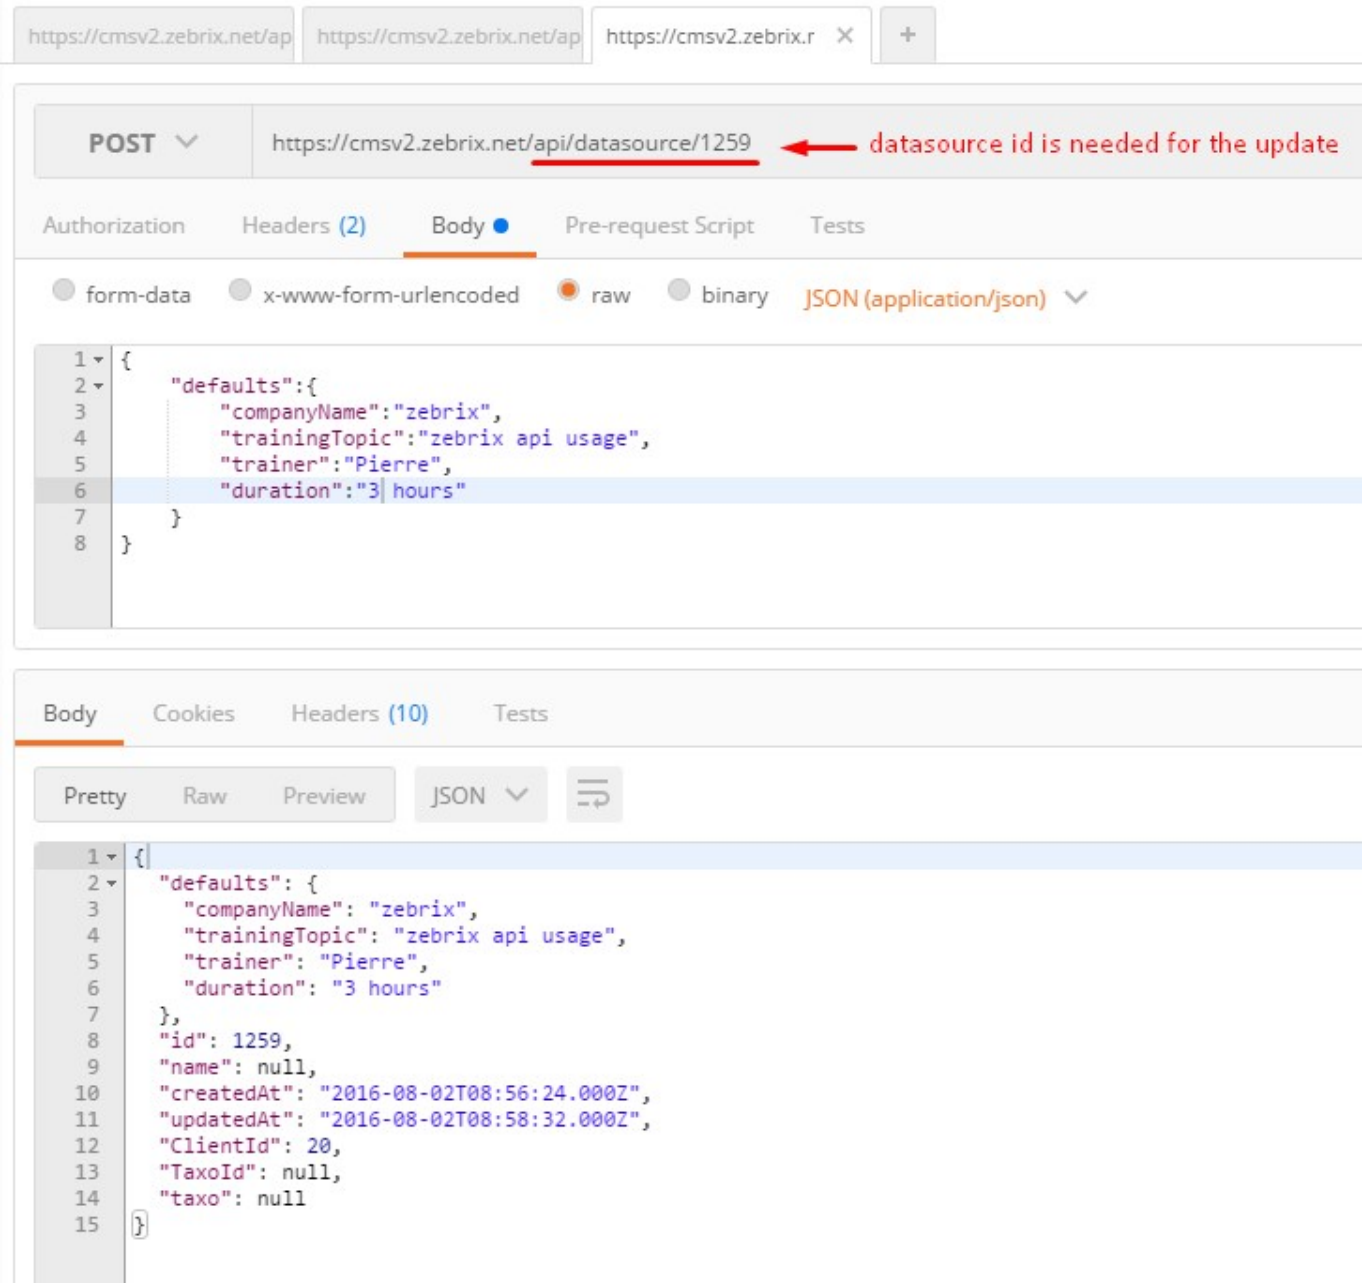 https://cmsv2.zebrix.net/ap https://cmsv2.zebrix.net/ap https://cmsv2.zebrix.r × +
POST https://cmsv2.zebrix.net/api/datasource/1259 datasource id is needed for the update
Authorization Headers (2) Body Pre-request Script Tests
form-data x-www-form-urlencoded raw binary JSON (application/json)
1 {
2 "defaults":{
3 "companyName":"zebrix",
4 "trainingTopic":"zebrix api usage",
5 "trainer":"Pierre",
6 "duration":"3 hours"
7 }
8 }
Body Cookies Headers (10) Tests
Pretty Raw Preview JSON
1 {
2 "defaults": {
3 "companyName": "zebrix",
4 "trainingTopic": "zebrix api usage",
5 "trainer": "Pierre",
6 "duration": "3 hours"
7 },
8 "id": 1259,
9 "name": null,
10 "createdAt": "2016-08-02T08:56:24.000Z",
11 "updatedAt": "2016-08-02T08:58:32.000Z",
12 "ClientId": 20,
13 "TaxoId": null,
14 "taxo": null
15 }